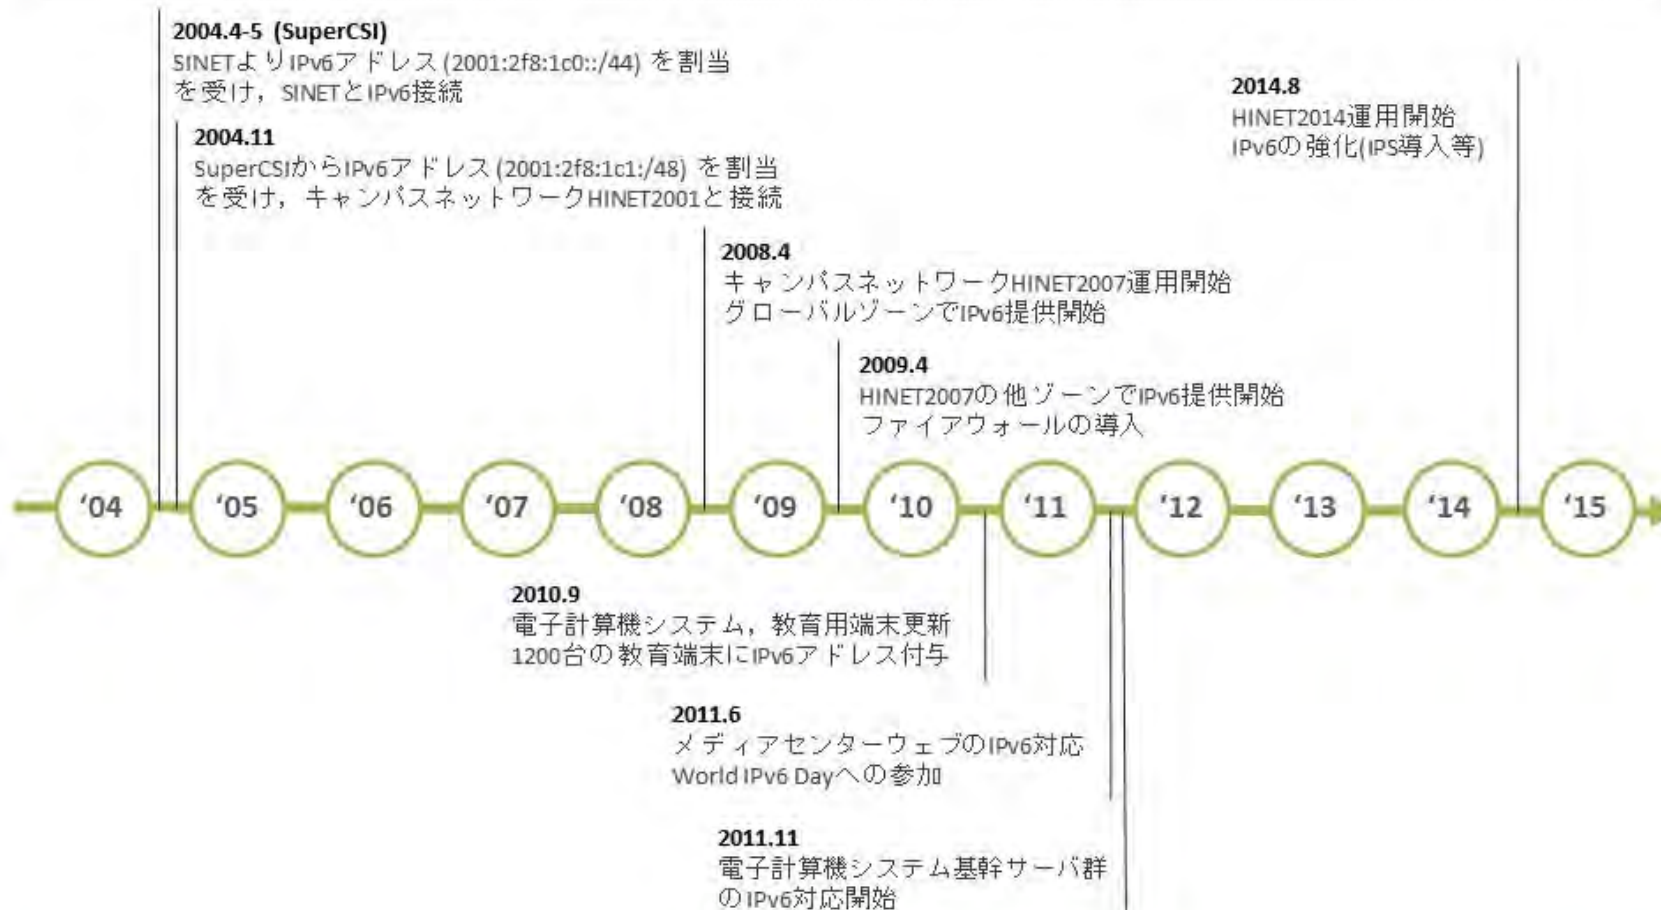 2004.4-5 (SuperCSI)
SINETよりIPv6アドレス(2001:2f8:1c0::/44) を割当
を受け，SINETとIPv6接続
2004.11
SuperCSIからIPv6アドレス(2001:2f8:1c1:/48) を割当
を受け，キャンパスネットワークHINET2001と接続
2008.4
キャンパスネットワークHINET2007運用開始
グローバルゾーンでIPv6提供開始
2009.4
HINET2007の他ゾーンでIPv6提供開始
ファイアウォールの導入
2014.8
HINET2014運用開始
IPv6の強化(IPS導入等)
‘04 ‘05 ‘06 ‘07 ‘08 ‘09 ‘10 ‘11 ‘12 ‘13 ‘14 ‘15
2010.9
電子計算機システム，教育用端末更新
1200台の教育端末にIPv6アドレス付与
2011.6
メディアセンターウェブのIPv6対応
World IPv6 Dayへの参加
2011.11
電子計算機システム基幹サーバ群
のIPv6対応開始